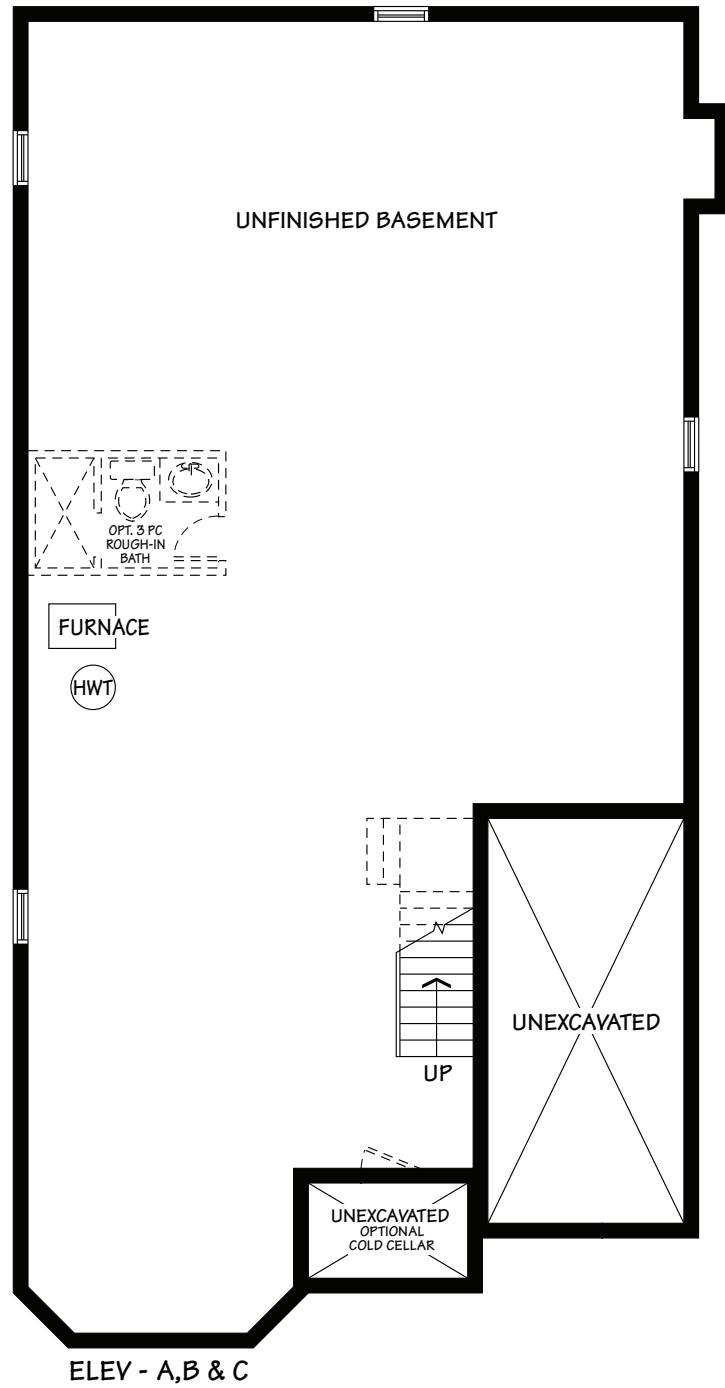 UNFINISHED BASEMENT
OPT. 3 PC
ROUGH-IN
BATH
FURNACE
HWT
UNEXCAVATED
UP
UNEXCAVATED
OPTIONAL
COLD CELLAR
ELEV - A,B & C